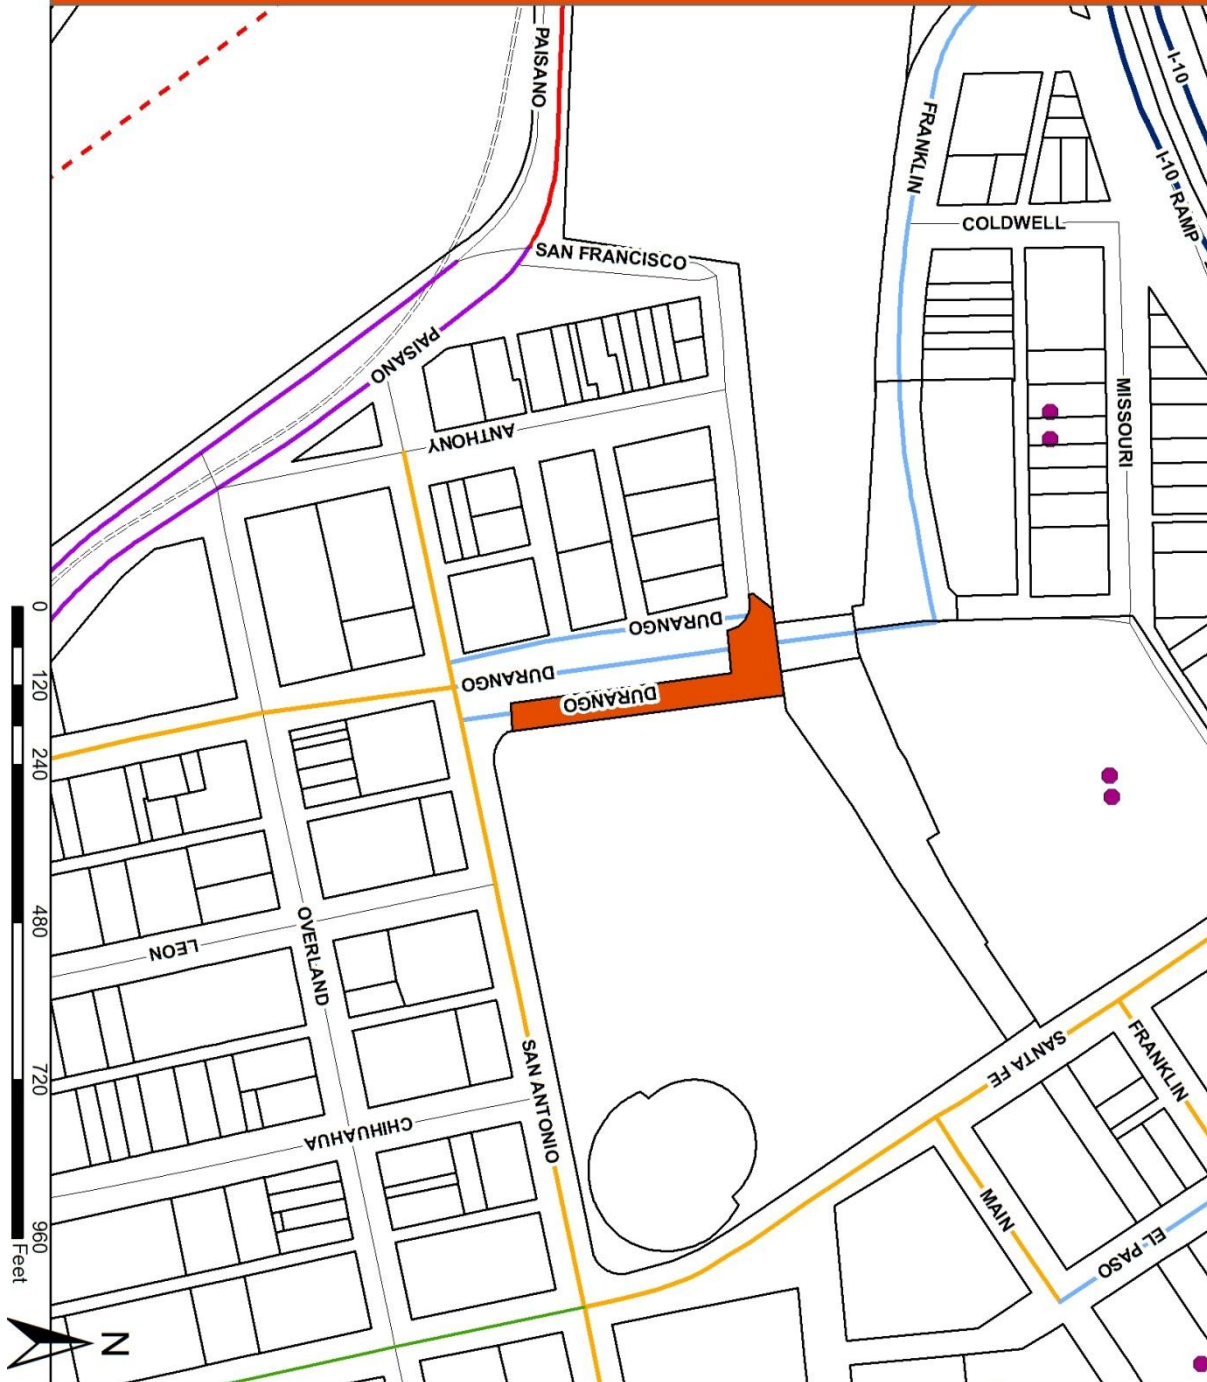 PAISANO
I-10
FRANKLIN
I-10 RAMP
COLDWELL
SAN FRANCISCO
PAISANO
MISSOURI
ANTHONY
DURANGO
DURANGO
DURANGO
LEON
OVERLAND
SANTA FE
FRANKLIN
SAN ANTONIO
CHIHUAHUA
MAIN
EL PASO
0
120
240
480
720
960
Feet
N